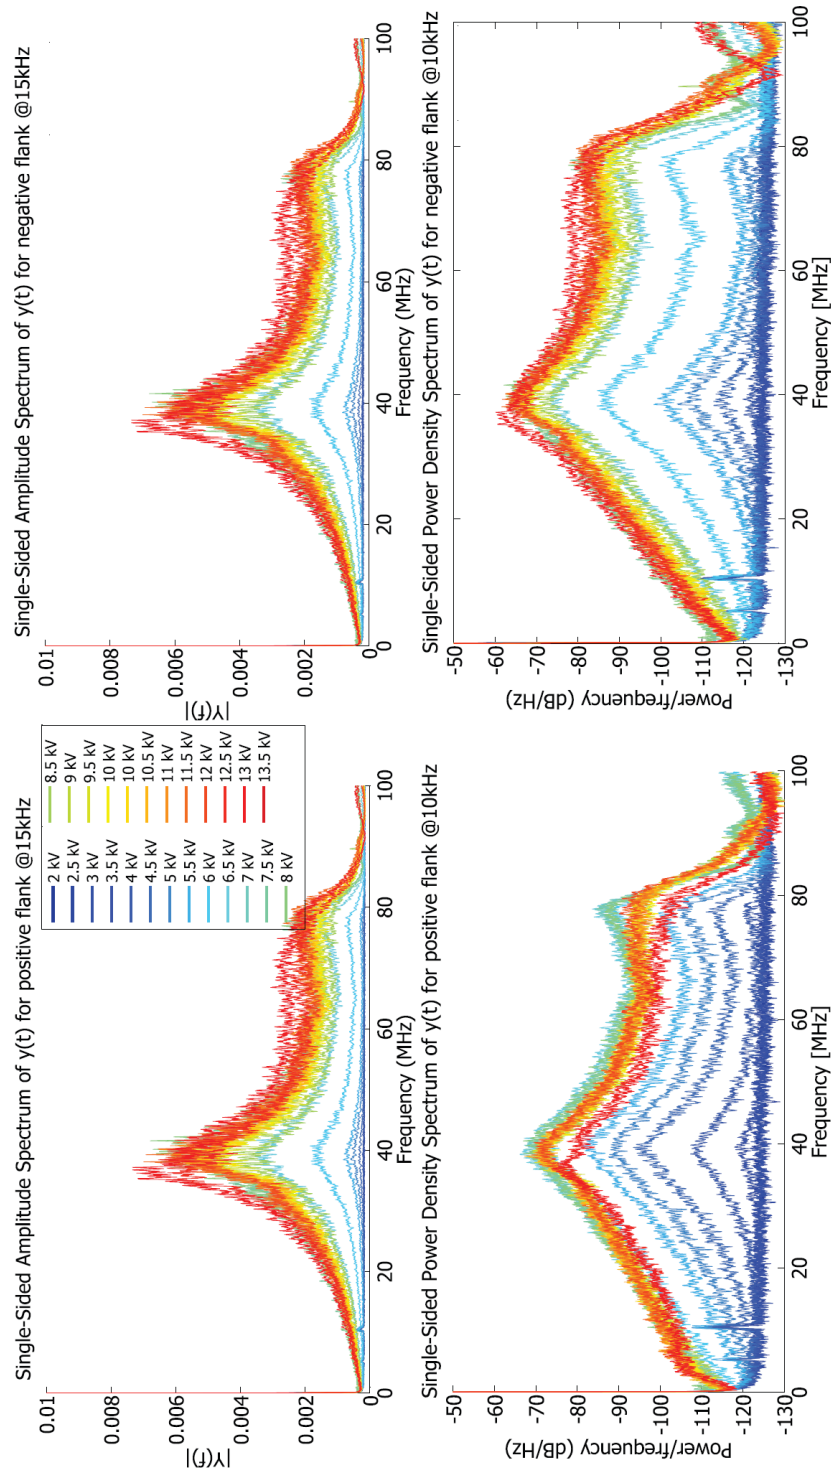 Single-Sided Amplitude Spectrum of y(t) for positive flank @15kHz
|Y(f)|
0.01
0.008
0.006
0.004
0.002
0
0 20 40 60 80 100
Frequency (MHz)
2 kV
2.5 kV
3 kV
3.5 kV
4 kV
4.5 kV
5 kV
5.5 kV
6 kV
6.5 kV
7 kV
7.5 kV
8 kV
8.5 kV
9 kV
9.5 kV
10 kV
10 kV
10.5 kV
11 kV
11.5 kV
12 kV
12.5 kV
13 kV
13.5 kV
Single-Sided Amplitude Spectrum of y(t) for negative flank @15kHz
|Y(f)|
0.01
0.008
0.006
0.004
0.002
0
0 20 40 60 80 100
Frequency (MHz)
Single-Sided Power Density Spectrum of y(t) for positive flank @10kHz
Power/frequency (dB/Hz)
-50
-60
-70
-80
-90
-100
-110
-120
-130
0 20 40 60 80 100
Frequency [MHz]
Single-Sided Power Density Spectrum of y(t) for negative flank @10kHz
Power/frequency (dB/Hz)
-50
-60
-70
-80
-90
-100
-110
-120
-130
0 20 40 60 80 100
Frequency [MHz]